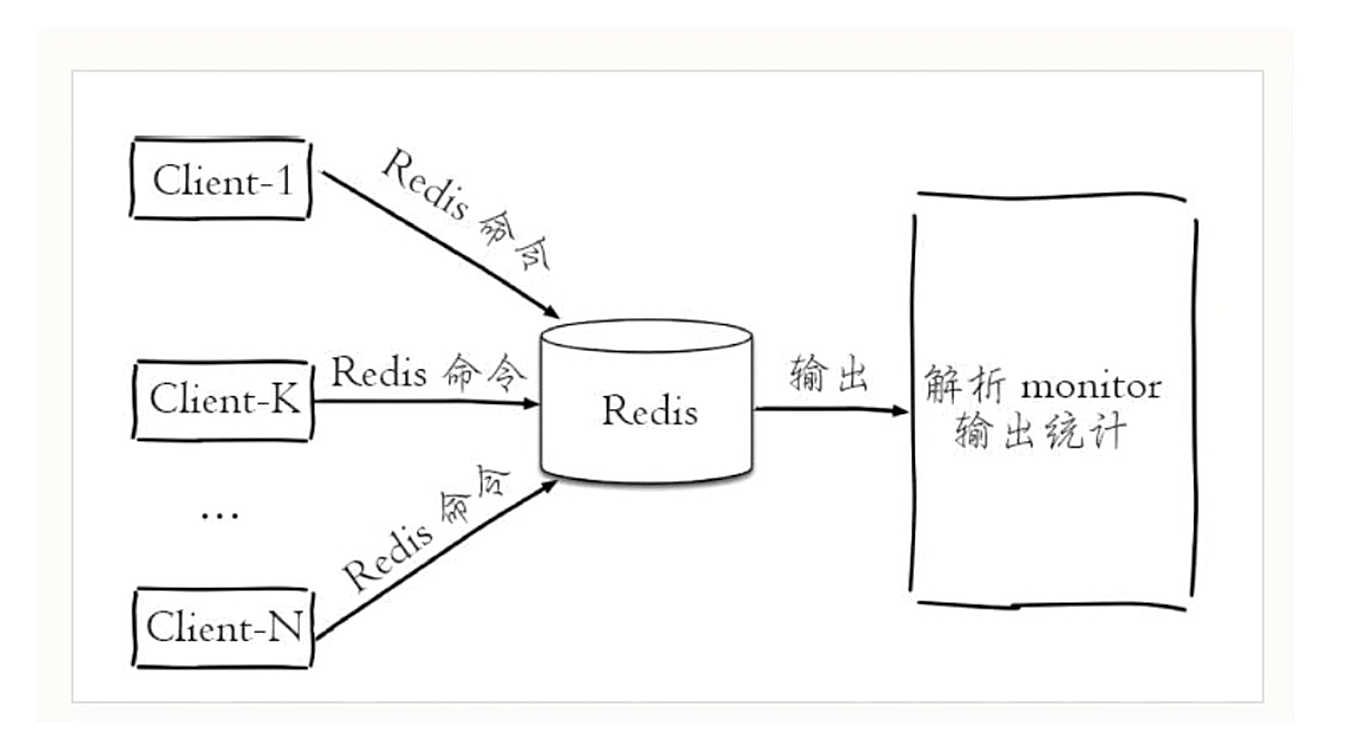 Client-1
Redis 命令
Client-K
Redis 命令
Redis
输出
解析 monitor
输出统计
...
Redis 命令
Client-N